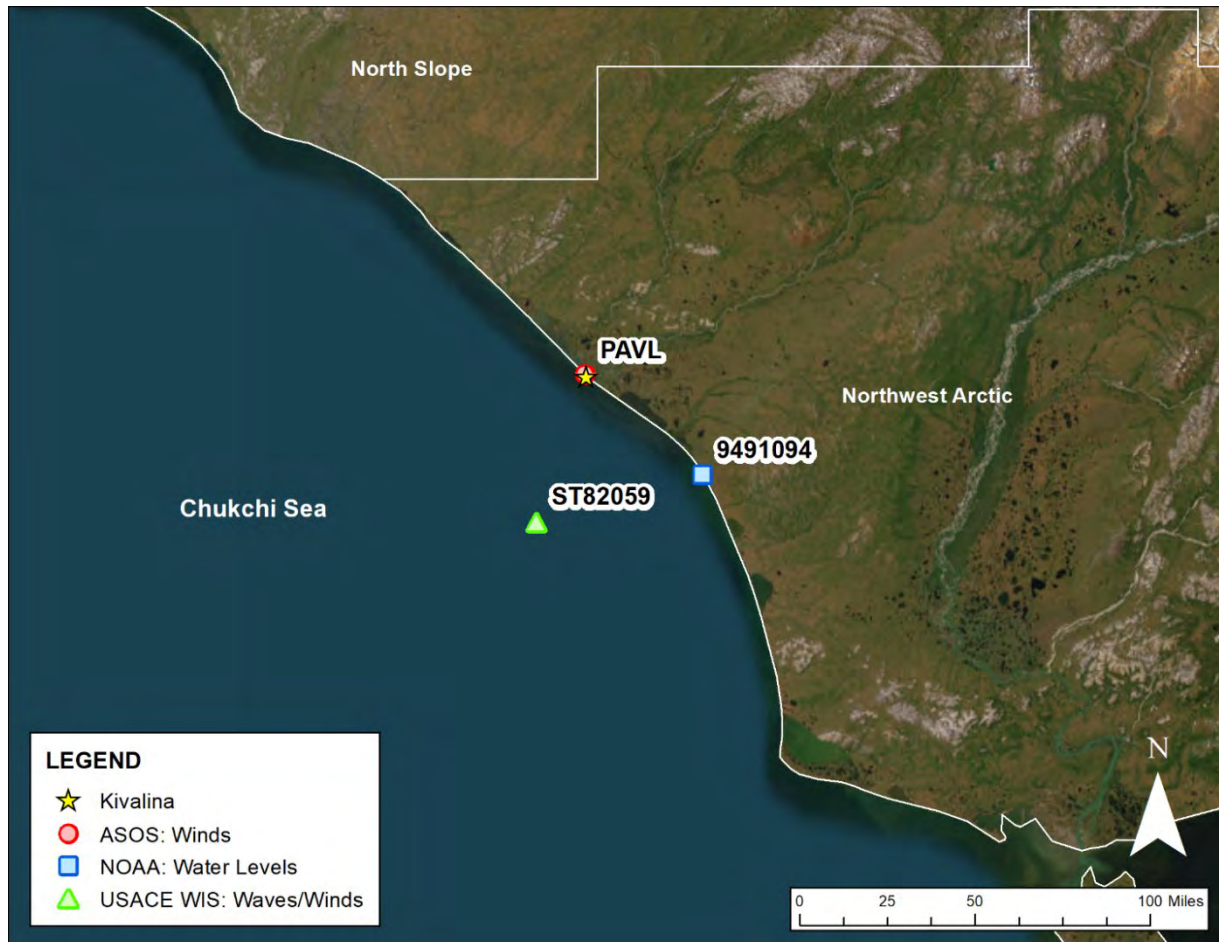 North Slope
PAVL
Northwest Arctic
9491094
ST82059
Chukchi Sea
LEGEND
Kivalina
ASOS: Winds
NOAA: Water Levels
USACE WIS: Waves/Winds
N
0 25 50 100 Miles